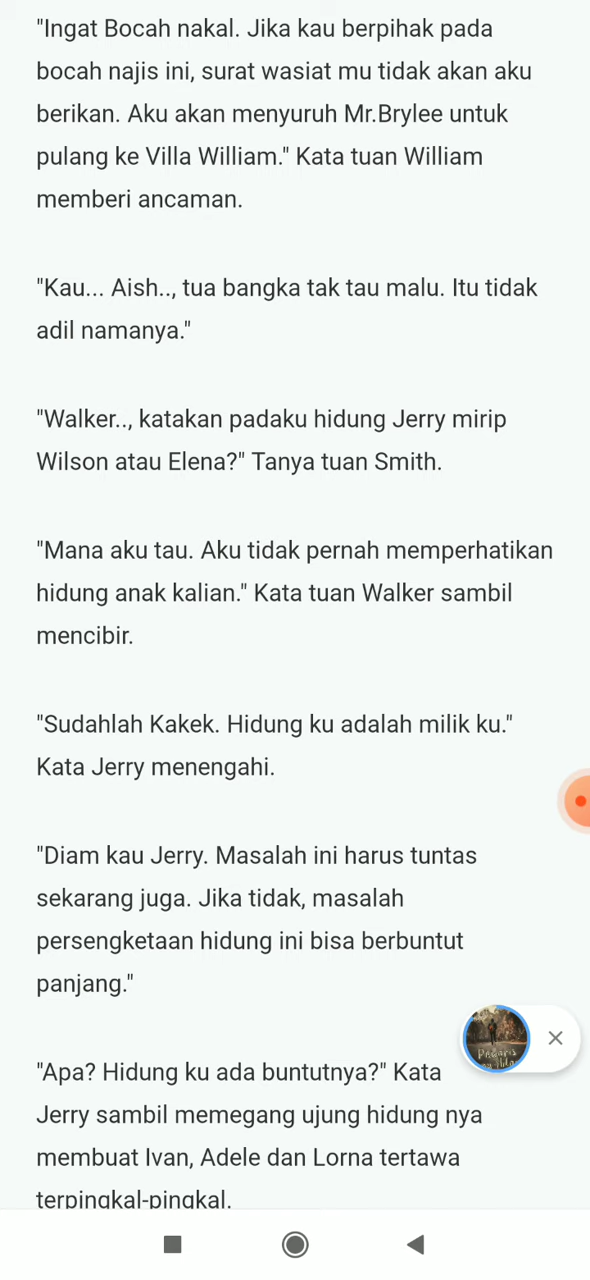 "Ingat Bocah nakal. Jika kau berpihak pada
bocah najis ini, surat wasiat mu tidak akan aku
berikan. Aku akan menyuruh Mr.Brylee untuk
pulang ke Villa William." Kata tuan William
memberi ancaman.
"Kau... Aish.., tua bangka tak tau malu. Itu tidak
adil namanya."
"Walker.., katakan padaku hidung Jerry mirip
Wilson atau Elena?" Tanya tuan Smith.
"Mana aku tau. Aku tidak pernah memperhatikan
hidung anak kalian." Kata tuan Walker sambil
mencibir.
"Sudahlah Kakek. Hidung ku adalah milik ku."
Kata Jerry menengahi.
"Diam kau Jerry. Masalah ini harus tuntas
sekarang juga. Jika tidak, masalah
persengketaan hidung ini bisa berbuntut
panjang."
"Apa? Hidung ku ada buntutnya?" Kata
Jerry sambil memegang ujung hidung nya
membuat Ivan, Adele dan Lorna tertawa
terpingkal-pingkal.